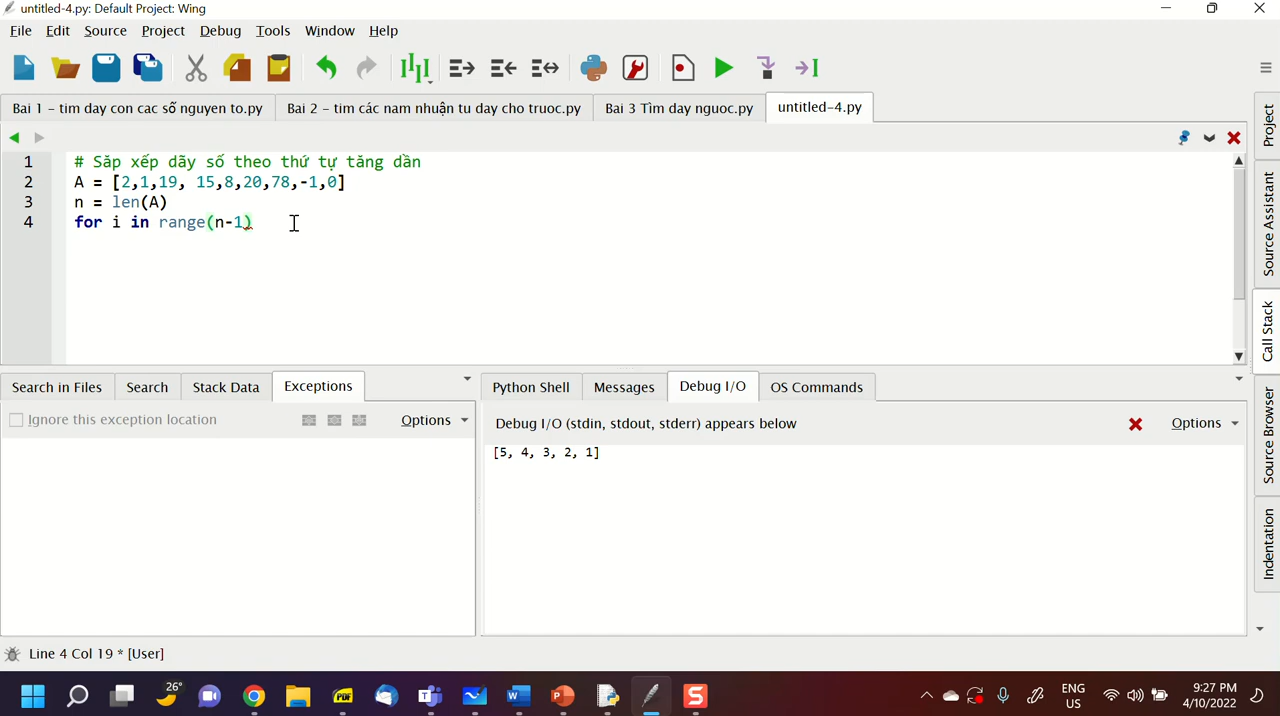 untitled-4.py: Default Project: Wing
File Edit Source Project Debug Tools Window Help
Bai 1 - tim day con cac số nguyen to.py Bai 2 - tim các nam nhuận tu day cho truoc.py Bai 3 Tìm day nguoc.py untitled-4.py
1 # Săp xếp dãy số theo thứ tự tăng dần
2 A = [2,1,19, 15,8,20,78,-1,0]
3 n = len(A)
4 for i in range(n-1)
Project
Source Assistant
Call Stack
Source Browser
Indentation
Search in Files Search Stack Data Exceptions
Ignore this exception location Options
Python Shell Messages Debug I/O OS Commands
Debug I/O (stdin, stdout, stderr) appears below Options
[5, 4, 3, 2, 1]
Line 4 Col 19 * [User]
26°
PDF
ENG
US
9:27 PM
4/10/2022